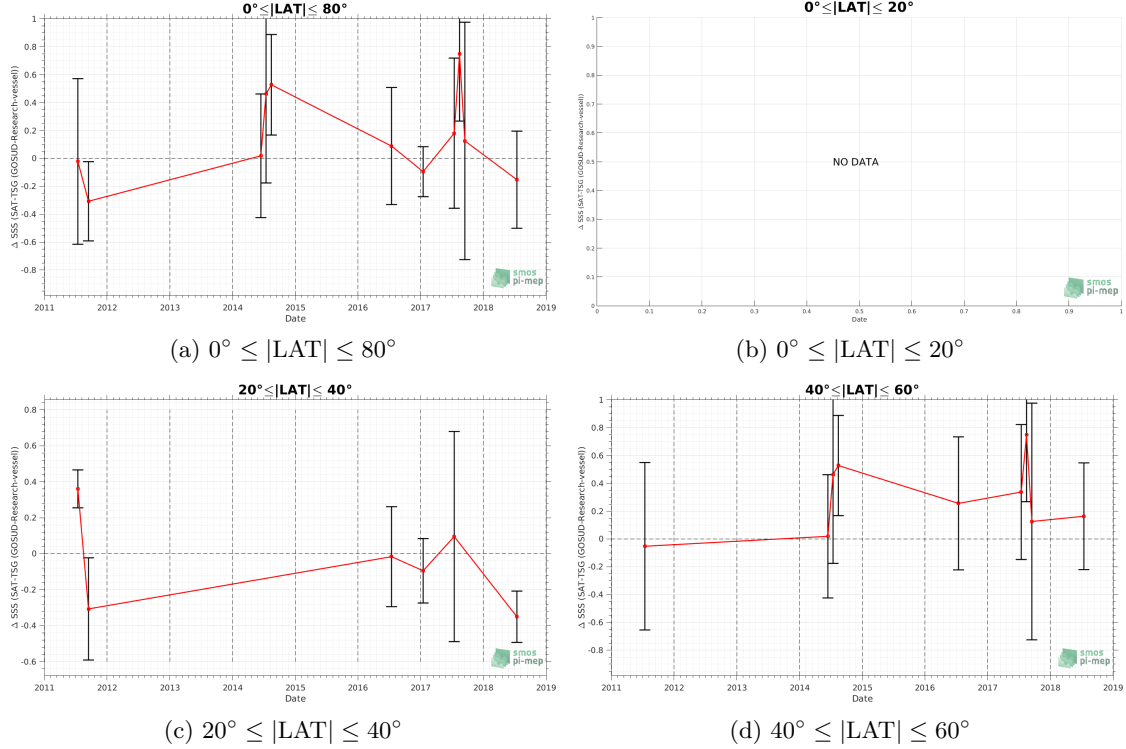 0°≤|LAT|≤ 80°
Δ SSS (SAT-TSG (GOSUD-Research-vessel))
1
0.8
0.6
0.4
0.2
0
-0.2
-0.4
-0.6
-0.8
2011 2012 2013 2014 2015 2016 2017 2018 2019
Date
smos
pi-mep
(a) 0° ≤ |LAT| ≤ 80°
0°≤|LAT|≤ 20°
Δ SSS (SAT-TSG (GOSUD-Research-vessel))
1
0.9
0.8
0.7
0.6
0.5
0.4
0.3
0.2
0.1
0
NO DATA
0 0.1 0.2 0.3 0.4 0.5 0.6 0.7 0.8 0.9 1
Date
smos
pi-mep
(b) 0° ≤ |LAT| ≤ 20°
20°≤|LAT|≤ 40°
Δ SSS (SAT-TSG (GOSUD-Research-vessel))
0.8
0.6
0.4
0.2
0
-0.2
-0.4
-0.6
2011 2012 2013 2014 2015 2016 2017 2018 2019
Date
smos
pi-mep
(c) 20° ≤ |LAT| ≤ 40°
40°≤|LAT|≤ 60°
Δ SSS (SAT-TSG (GOSUD-Research-vessel))
1
0.8
0.6
0.4
0.2
0
-0.2
-0.4
-0.6
-0.8
2011 2012 2013 2014 2015 2016 2017 2018 2019
Date
smos
pi-mep
(d) 40° ≤ |LAT| ≤ 60°